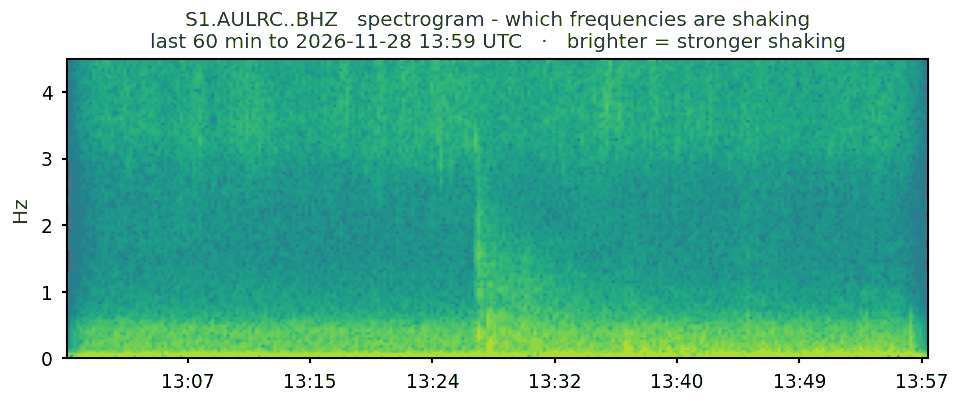 S1.AULRC..BHZ   spectrogram - which frequencies are shaking
last 60 min to 2026-11-28 13:59 UTC   ·   brighter = stronger shaking
4
3
Hz
2
1
0
13:07 13:15 13:24 13:32 13:40 13:49 13:57